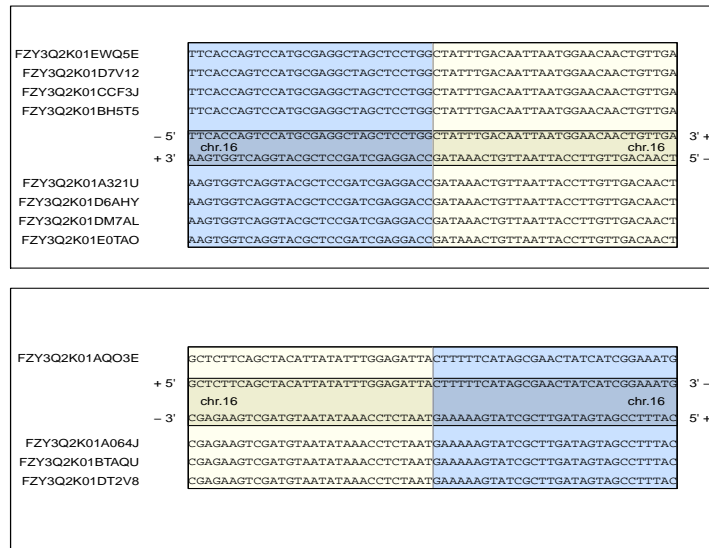 FZY3Q2K01EWQ5E TTCACCAGTCCATGCGAGGCTAGCTCCTGGCTATTTGACAATTAATGGAACAACTGTTGA
FZY3Q2K01D7V12 TTCACCAGTCCATGCGAGGCTAGCTCCTGGCTATTTGACAATTAATGGAACAACTGTTGA
FZY3Q2K01CCF3J TTCACCAGTCCATGCGAGGCTAGCTCCTGGCTATTTGACAATTAATGGAACAACTGTTGA
FZY3Q2K01BH5T5 TTCACCAGTCCATGCGAGGCTAGCTCCTGGCTATTTGACAATTAATGGAACAACTGTTGA
– 5' TTCACCAGTCCATGCGAGGCTAGCTCCTGGCTATTTGACAATTAATGGAACAACTGTTGA 3' +
chr.16 chr.16
+ 3' AAGTGGTCAGGTACGCTCCGATCGAGGACCGATAAACTGTTAATTACCTTGTTGACAACT 5' –
FZY3Q2K01A321U AAGTGGTCAGGTACGCTCCGATCGAGGACCGATAAACTGTTAATTACCTTGTTGACAACT
FZY3Q2K01D6AHY AAGTGGTCAGGTACGCTCCGATCGAGGACCGATAAACTGTTAATTACCTTGTTGACAACT
FZY3Q2K01DM7AL AAGTGGTCAGGTACGCTCCGATCGAGGACCGATAAACTGTTAATTACCTTGTTGACAACT
FZY3Q2K01E0TAO AAGTGGTCAGGTACGCTCCGATCGAGGACCGATAAACTGTTAATTACCTTGTTGACAACT
FZY3Q2K01AQO3E GCTCTTCAGCTACATTATATTTGGAGATTACTTTTTCATAGCGAACTATCATCGGAAATG
+ 5' GCTCTTCAGCTACATTATATTTGGAGATTACTTTTTCATAGCGAACTATCATCGGAAATG 3' –
chr.16 chr.16
– 3' CGAGAAGTCGATGTAATATAAACCTCTAATGAAAAAGTATCGCTTGATAGTAGCCTTTAC 5' +
FZY3Q2K01A064J CGAGAAGTCGATGTAATATAAACCTCTAATGAAAAAGTATCGCTTGATAGTAGCCTTTAC
FZY3Q2K01BTAQU CGAGAAGTCGATGTAATATAAACCTCTAATGAAAAAGTATCGCTTGATAGTAGCCTTTAC
FZY3Q2K01DT2V8 CGAGAAGTCGATGTAATATAAACCTCTAATGAAAAAGTATCGCTTGATAGTAGCCTTTAC